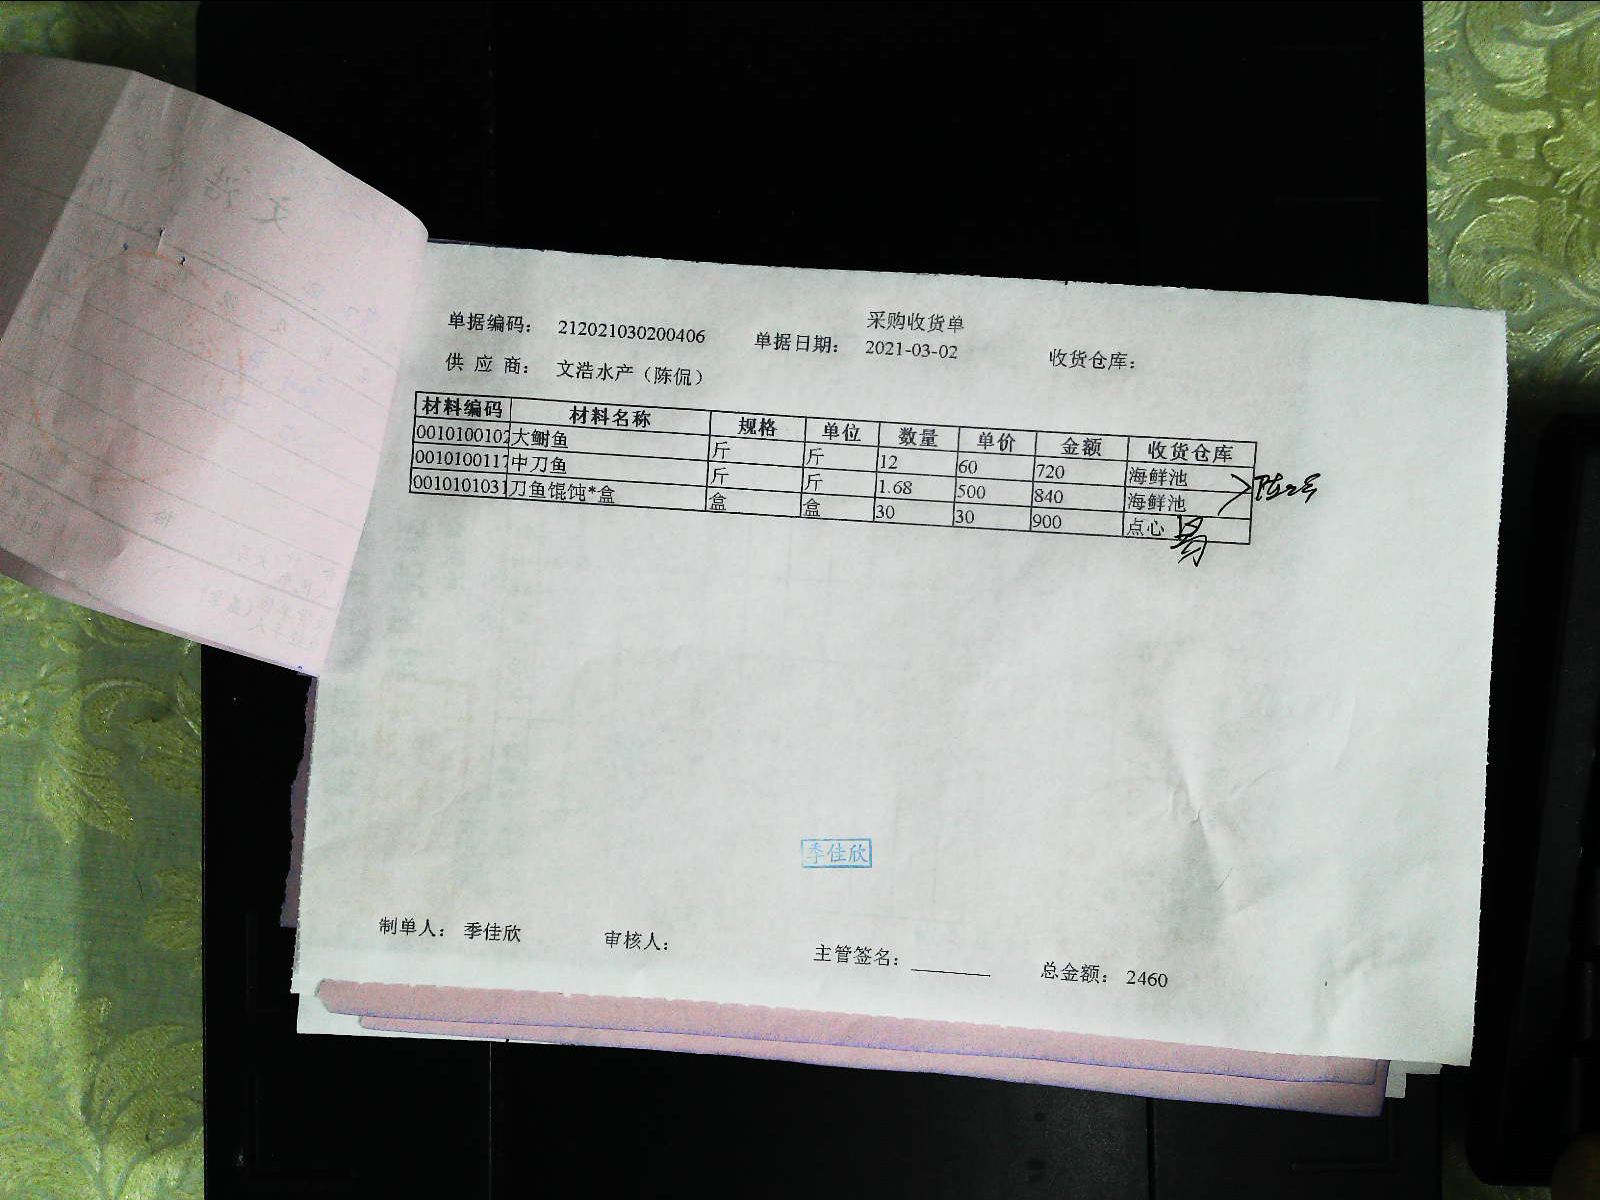 采购收货单
单据编码： 212021030200406 单据日期： 2021-03-02 收货仓库：
供 应 商： 文浩水产（陈侃）
材料编码 材料名称 规格 单位 数量 单价 金额 收货仓库
0010100102 大鲥鱼 斤 斤 12 60 720 海鲜池
0010100117 中刀鱼 斤 斤 1.68 500 840 海鲜池
0010101031 刀鱼馄饨*盒 盒 盒 30 30 900 点心
季佳欣
制单人： 季佳欣 审核人： 主管签名： 总金额： 2460